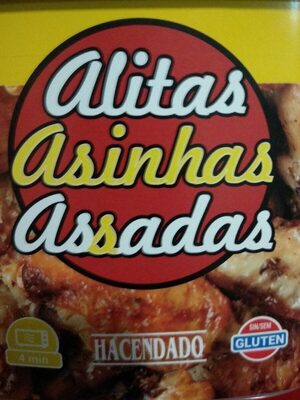 Alitas
Asinhas
Assadas
4 min
HACENDADO
SIN/SEM
GLUTEN